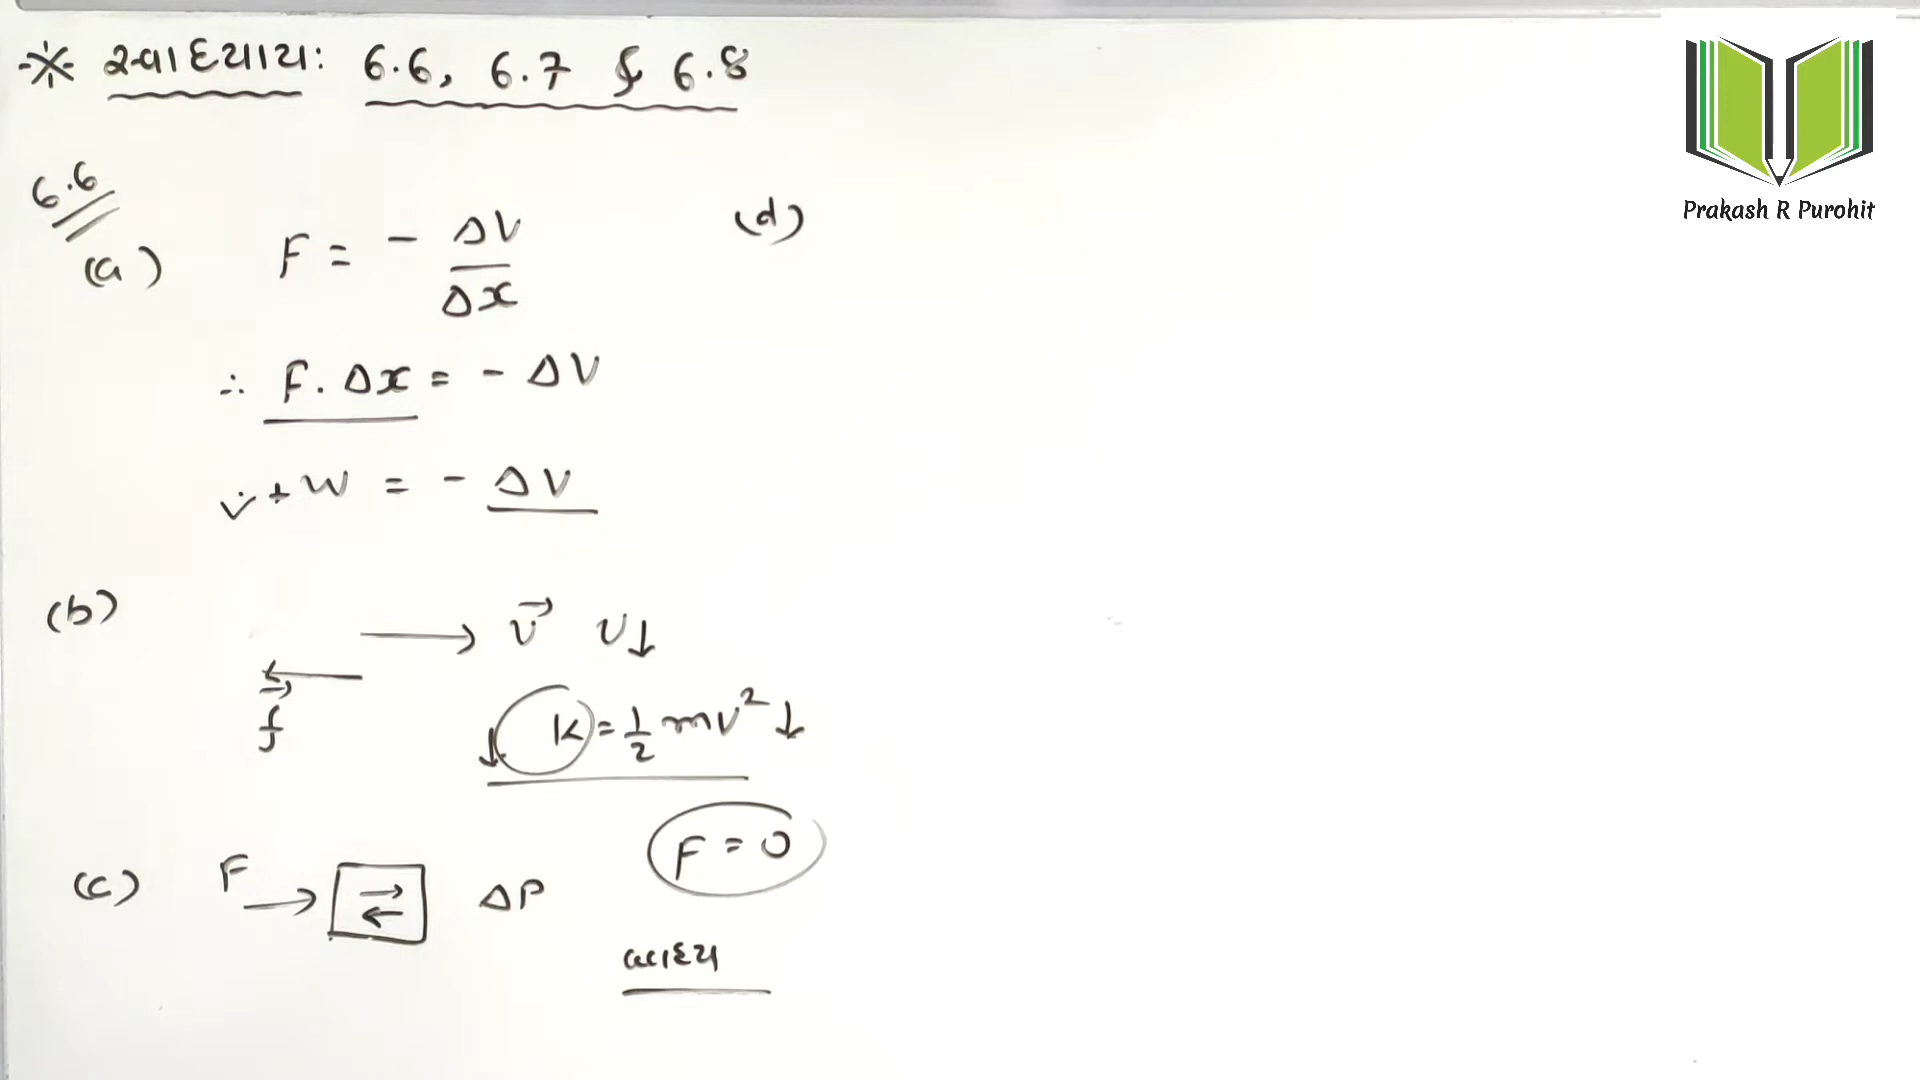 * સ્વાધ્યાય: 6.6, 6.7 & 6.8
Prakash R Purohit
6.6
(a) F = - ΔV / Δx
∴ F. Δx = - ΔV
∴ + W = - ΔV
(b) → v⃗ v↓
← f⃗
↓ K = 1/2 mv² ↓
F = 0
(c) F → ΔP
બાહ્ય
(d)